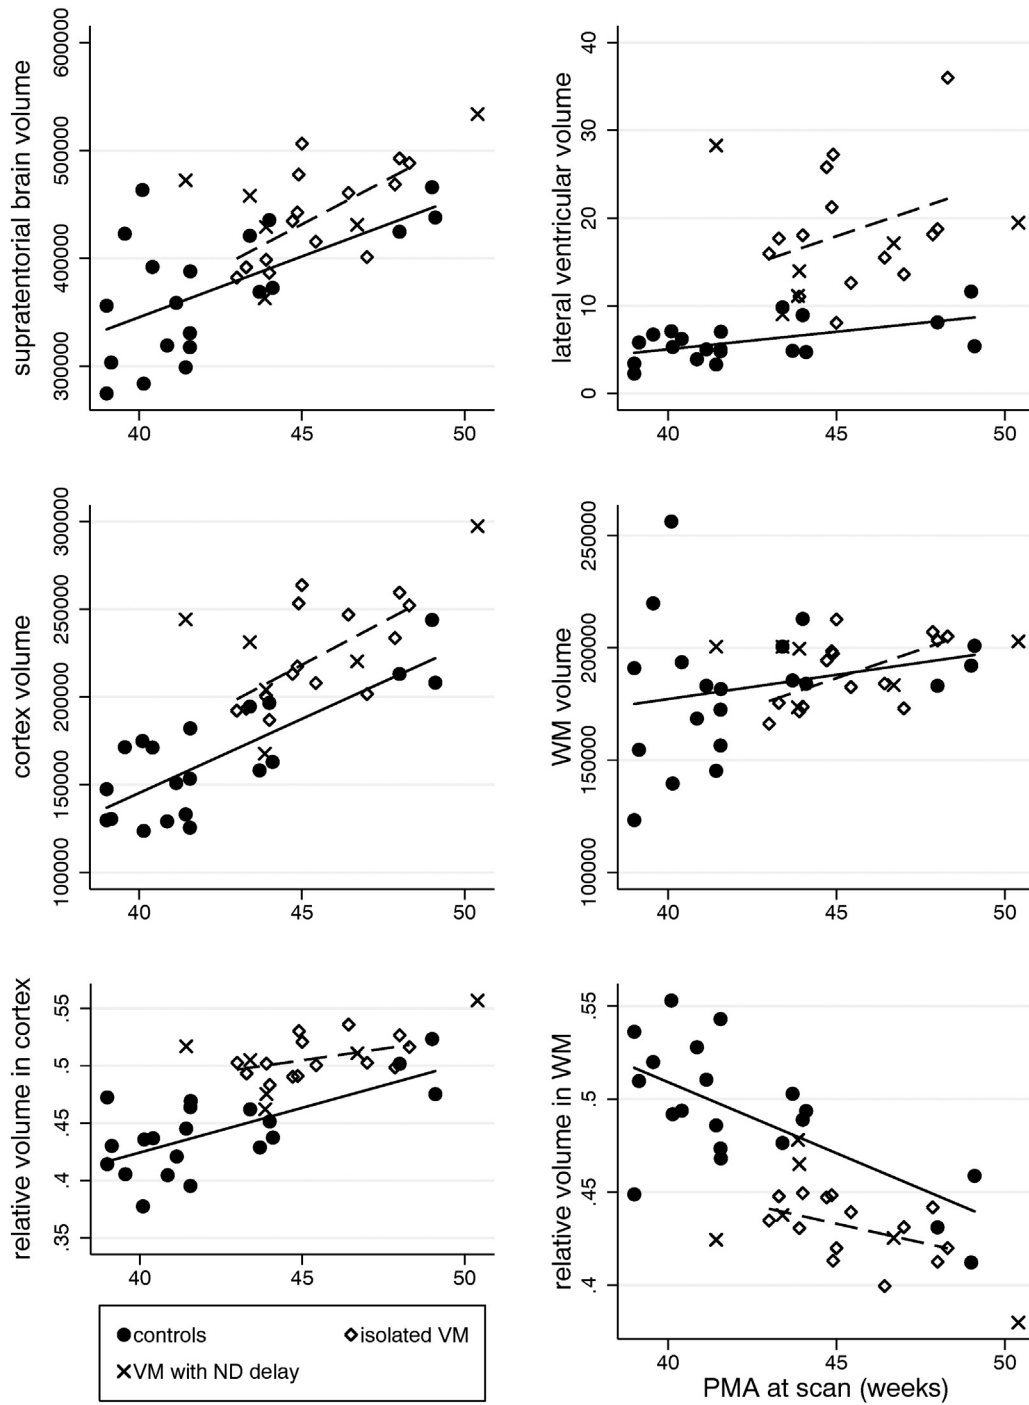 supratentorial brain volume
600000
500000
400000
300000
40 45 50
lateral ventricular volume
40
30
20
10
0
40 45 50
cortex volume
300000
250000
200000
150000
100000
40 45 50
WM volume
250000
200000
150000
100000
40 45 50
relative volume in cortex
.55
.5
.45
.4
.35
40 45 50
relative volume in WM
.55
.5
.45
.4
40 45 50
PMA at scan (weeks)
controls isolated VM
VM with ND delay